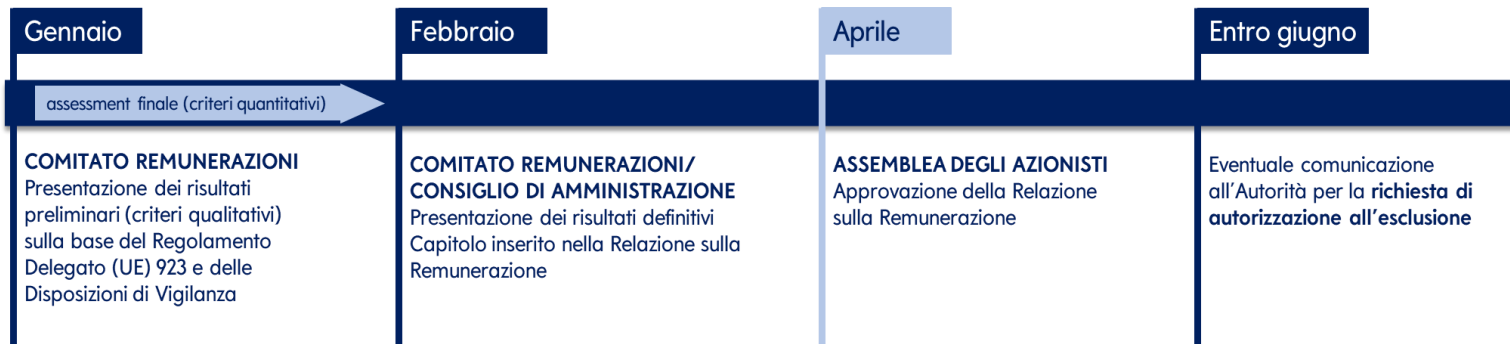 Gennaio
Febbraio
Aprile
Entro giugno
assessment finale (criteri quantitativi)
COMITATO REMUNERAZIONI
Presentazione dei risultati
preliminari (criteri qualitativi)
sulla base del Regolamento
Delegato (UE) 923 e delle
Disposizioni di Vigilanza
COMITATO REMUNERAZIONI/
CONSIGLIO DI AMMINISTRAZIONE
Presentazione dei risultati definitivi
Capitolo inserito nella Relazione sulla
Remunerazione
ASSEMBLEA DEGLI AZIONISTI
Approvazione della Relazione
sulla Remunerazione
Eventuale comunicazione
all'Autorità per la richiesta di
autorizzazione all'esclusione